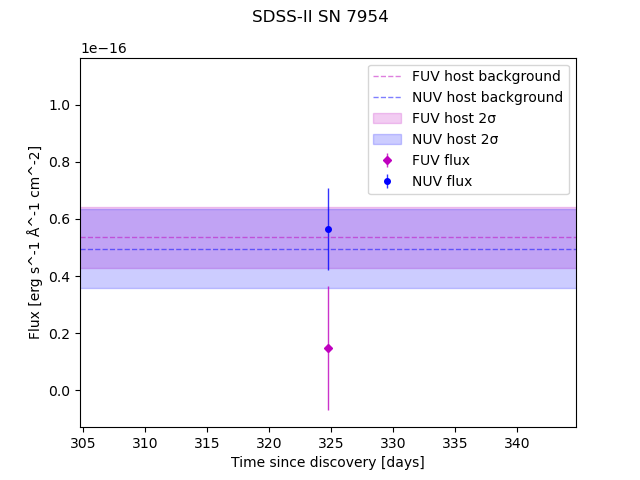 SDSS-II SN 7954
1e−16
FUV host background
NUV host background
FUV host 2σ
NUV host 2σ
FUV flux
NUV flux
1.0
0.8
0.6
0.4
0.2
0.0
Flux [erg s^-1 Å^-1 cm^-2]
305 310 315 320 325 330 335 340
Time since discovery [days]